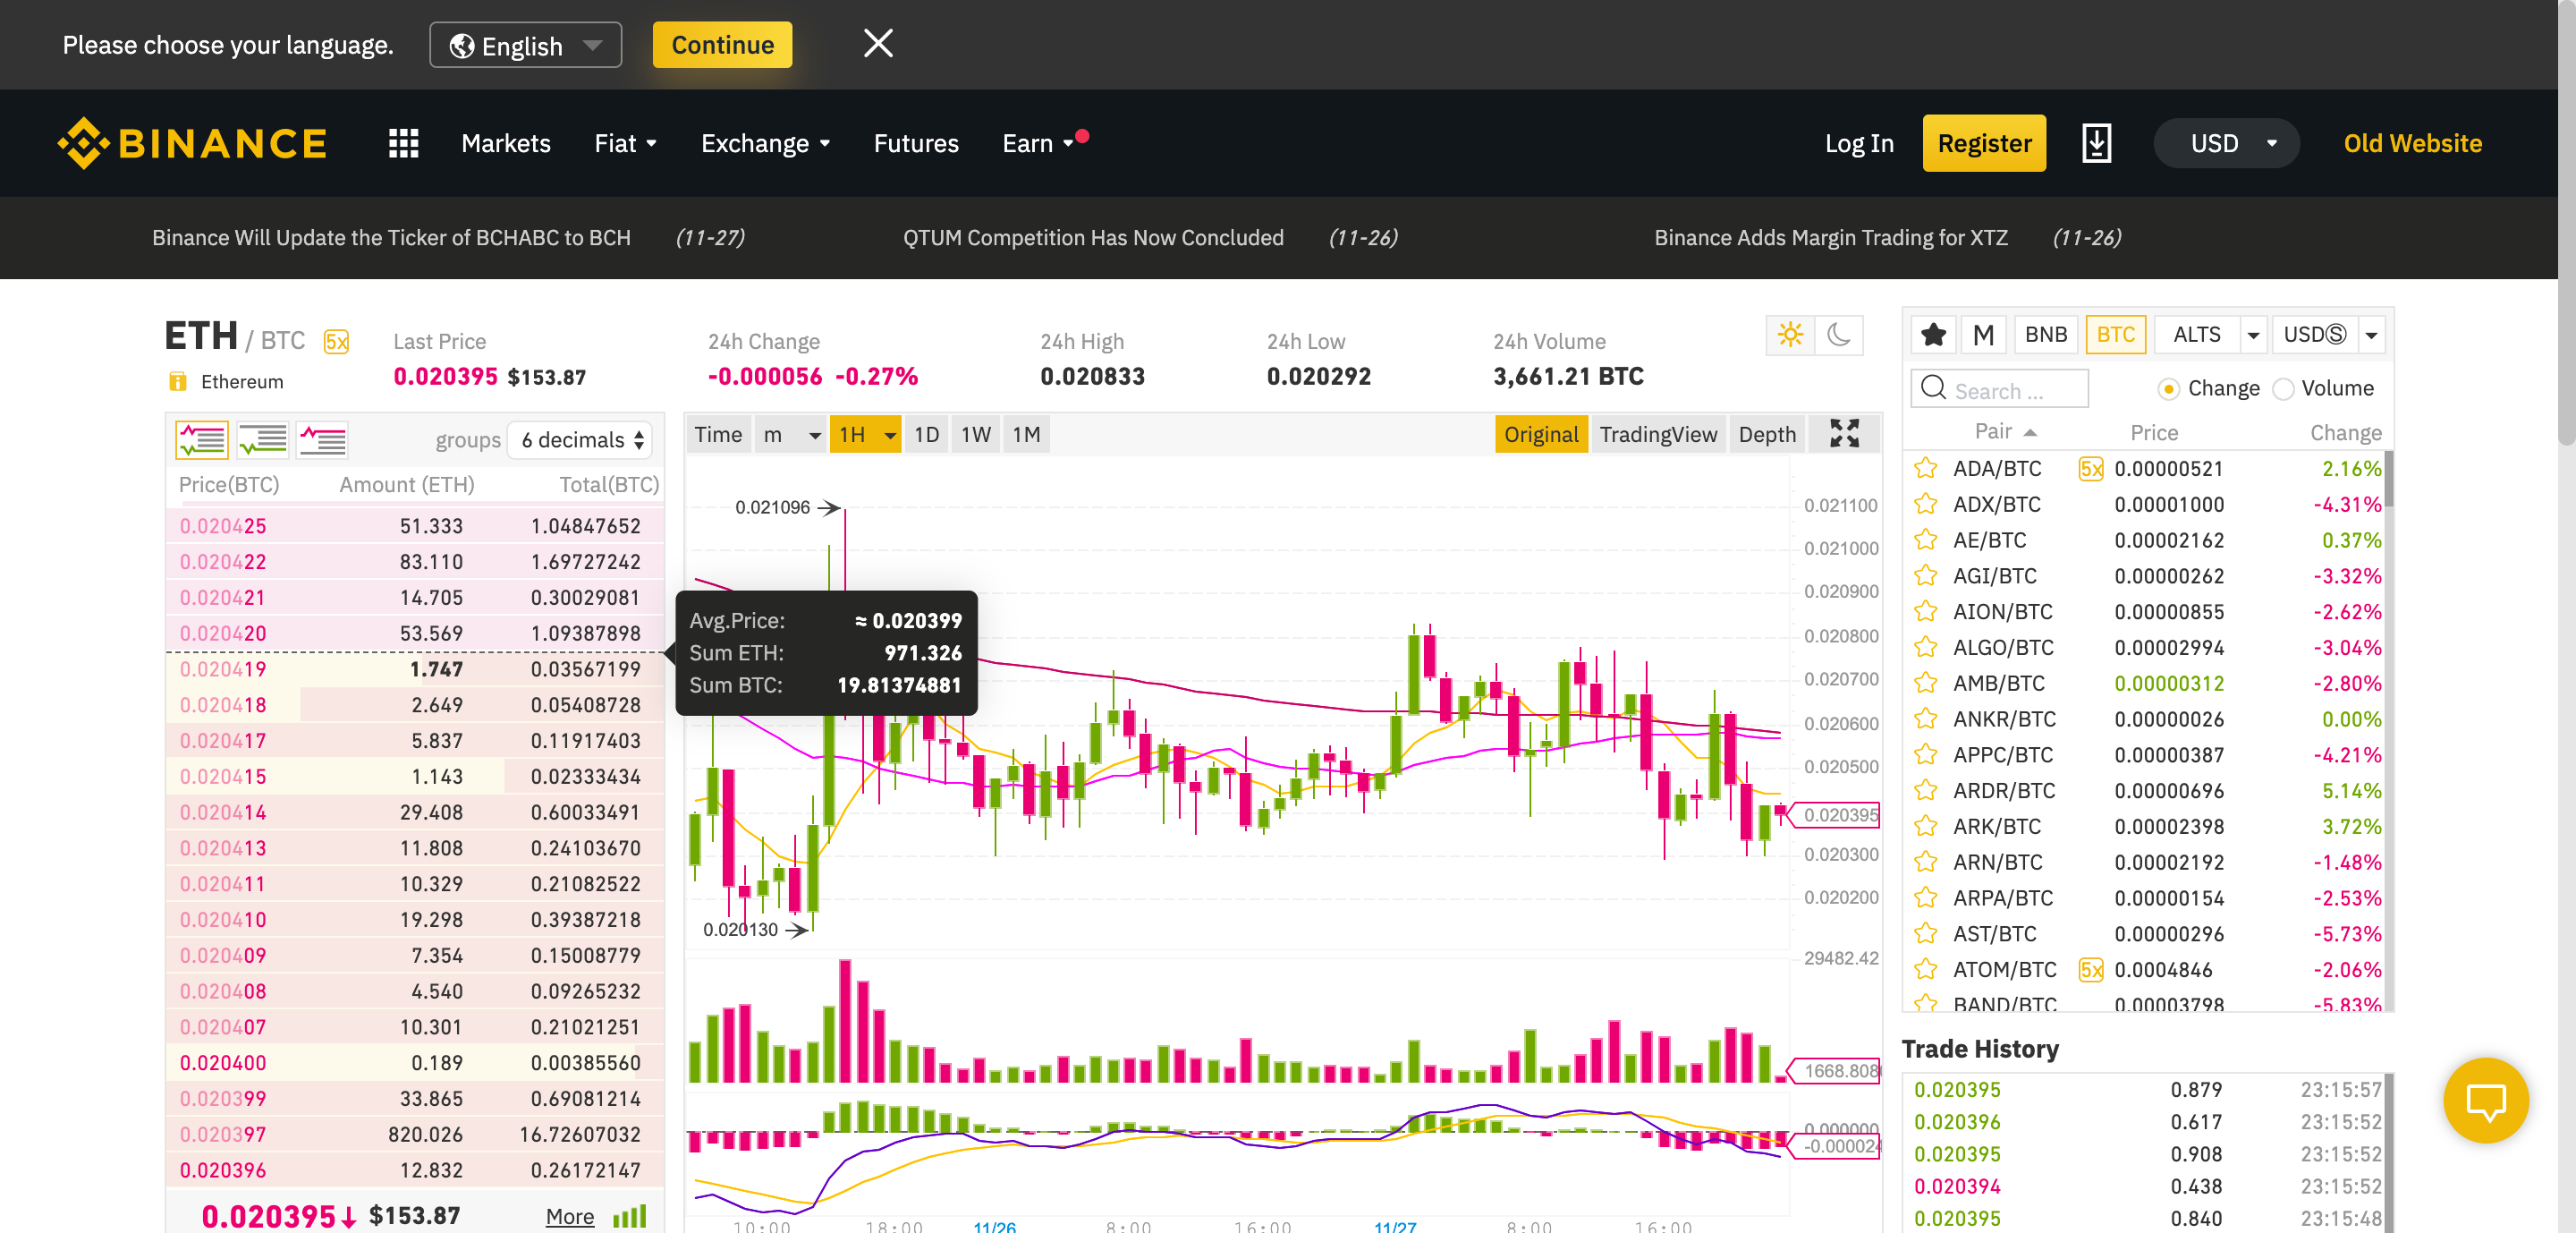 Please choose your language. English Continue
BINANCE Markets Fiat Exchange Futures Earn Log In Register USD Old Website
Binance Will Update the Ticker of BCHABC to BCH (11-27) QTUM Competition Has Now Concluded (11-26) Binance Adds Margin Trading for XTZ (11-26)
ETH / BTC 5x
Ethereum
Last Price
0.020395 $153.87
24h Change
-0.000056 -0.27%
24h High
0.020833
24h Low
0.020292
24h Volume
3,661.21 BTC
groups 6 decimals
Price(BTC) Amount (ETH) Total(BTC)
0.020425 51.333 1.04847652
0.020422 83.110 1.69727242
0.020421 14.705 0.30029081
0.020420 53.569 1.09387898
0.020419 1.747 0.03567199
0.020418 2.649 0.05408728
0.020417 5.837 0.11917403
0.020415 1.143 0.02333434
0.020414 29.408 0.60033491
0.020413 11.808 0.24103670
0.020411 10.329 0.21082522
0.020410 19.298 0.39387218
0.020409 7.354 0.15008779
0.020408 4.540 0.09265232
0.020407 10.301 0.21021251
0.020400 0.189 0.00385560
0.020399 33.865 0.69081214
0.020397 820.026 16.72607032
0.020396 12.832 0.26172147
0.020395↓ $153.87 More
Avg.Price: ≈ 0.020399
Sum ETH: 971.326
Sum BTC: 19.81374881
Time m 1H 1D 1W 1M Original TradingView Depth
0.021096
0.020130
0.021100
0.021000
0.020900
0.020800
0.020700
0.020600
0.020500
0.020395
0.020300
0.020200
29482.42
1668.808
0.000000
-0.000024
10:00 18:00 11/26 8:00 16:00 11/27 8:00 16:00
M BNB BTC ALTS USDⓈ
Search ... Change Volume
Pair Price Change
ADA/BTC 5x 0.00000521 2.16%
ADX/BTC 0.00001000 -4.31%
AE/BTC 0.00002162 0.37%
AGI/BTC 0.00000262 -3.32%
AION/BTC 0.00000855 -2.62%
ALGO/BTC 0.00002994 -3.04%
AMB/BTC 0.00000312 -2.80%
ANKR/BTC 0.00000026 0.00%
APPC/BTC 0.00000387 -4.21%
ARDR/BTC 0.00000696 5.14%
ARK/BTC 0.00002398 3.72%
ARN/BTC 0.00002192 -1.48%
ARPA/BTC 0.00000154 -2.53%
AST/BTC 0.00000296 -5.73%
ATOM/BTC 5x 0.0004846 -2.06%
BAND/BTC 0.00003798 -5.83%
Trade History
0.020395 0.879 23:15:57
0.020396 0.617 23:15:52
0.020395 0.908 23:15:52
0.020394 0.438 23:15:52
0.020395 0.840 23:15:48